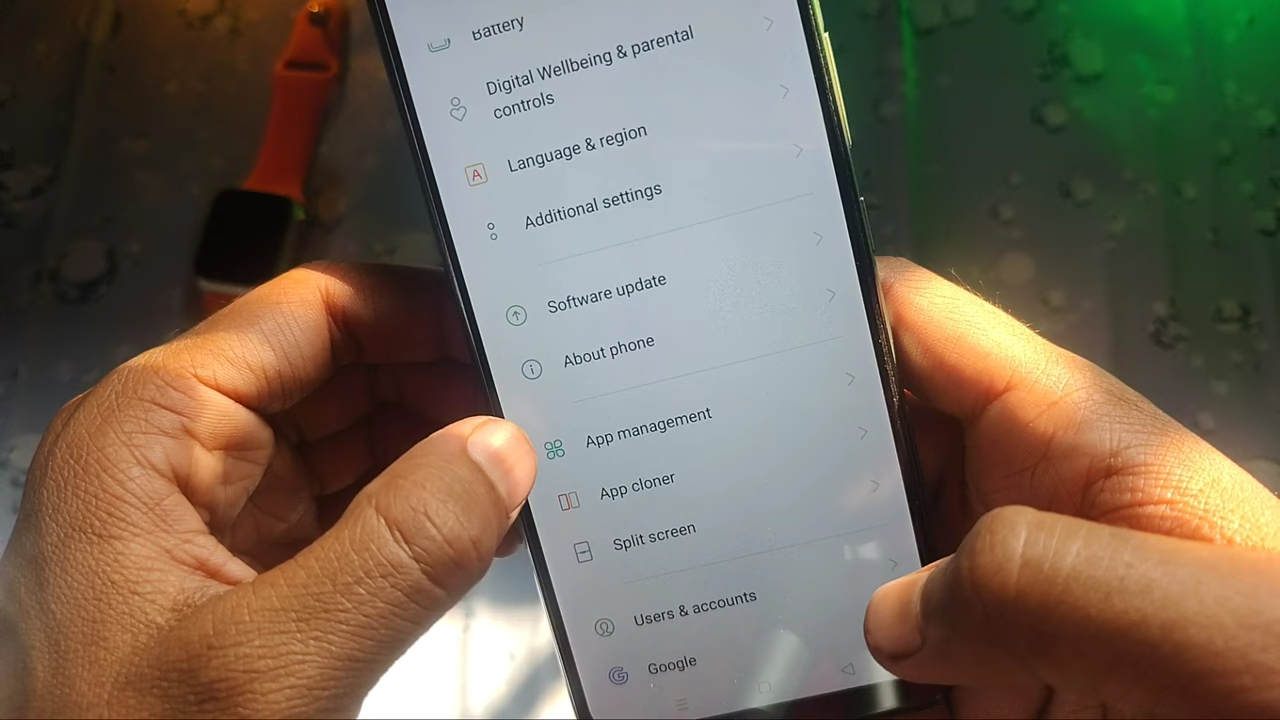 Battery
Digital Wellbeing & parental
controls
A
Language & region
Additional settings
Software update
About phone
App management
App cloner
Split screen
Users & accounts
G
Google